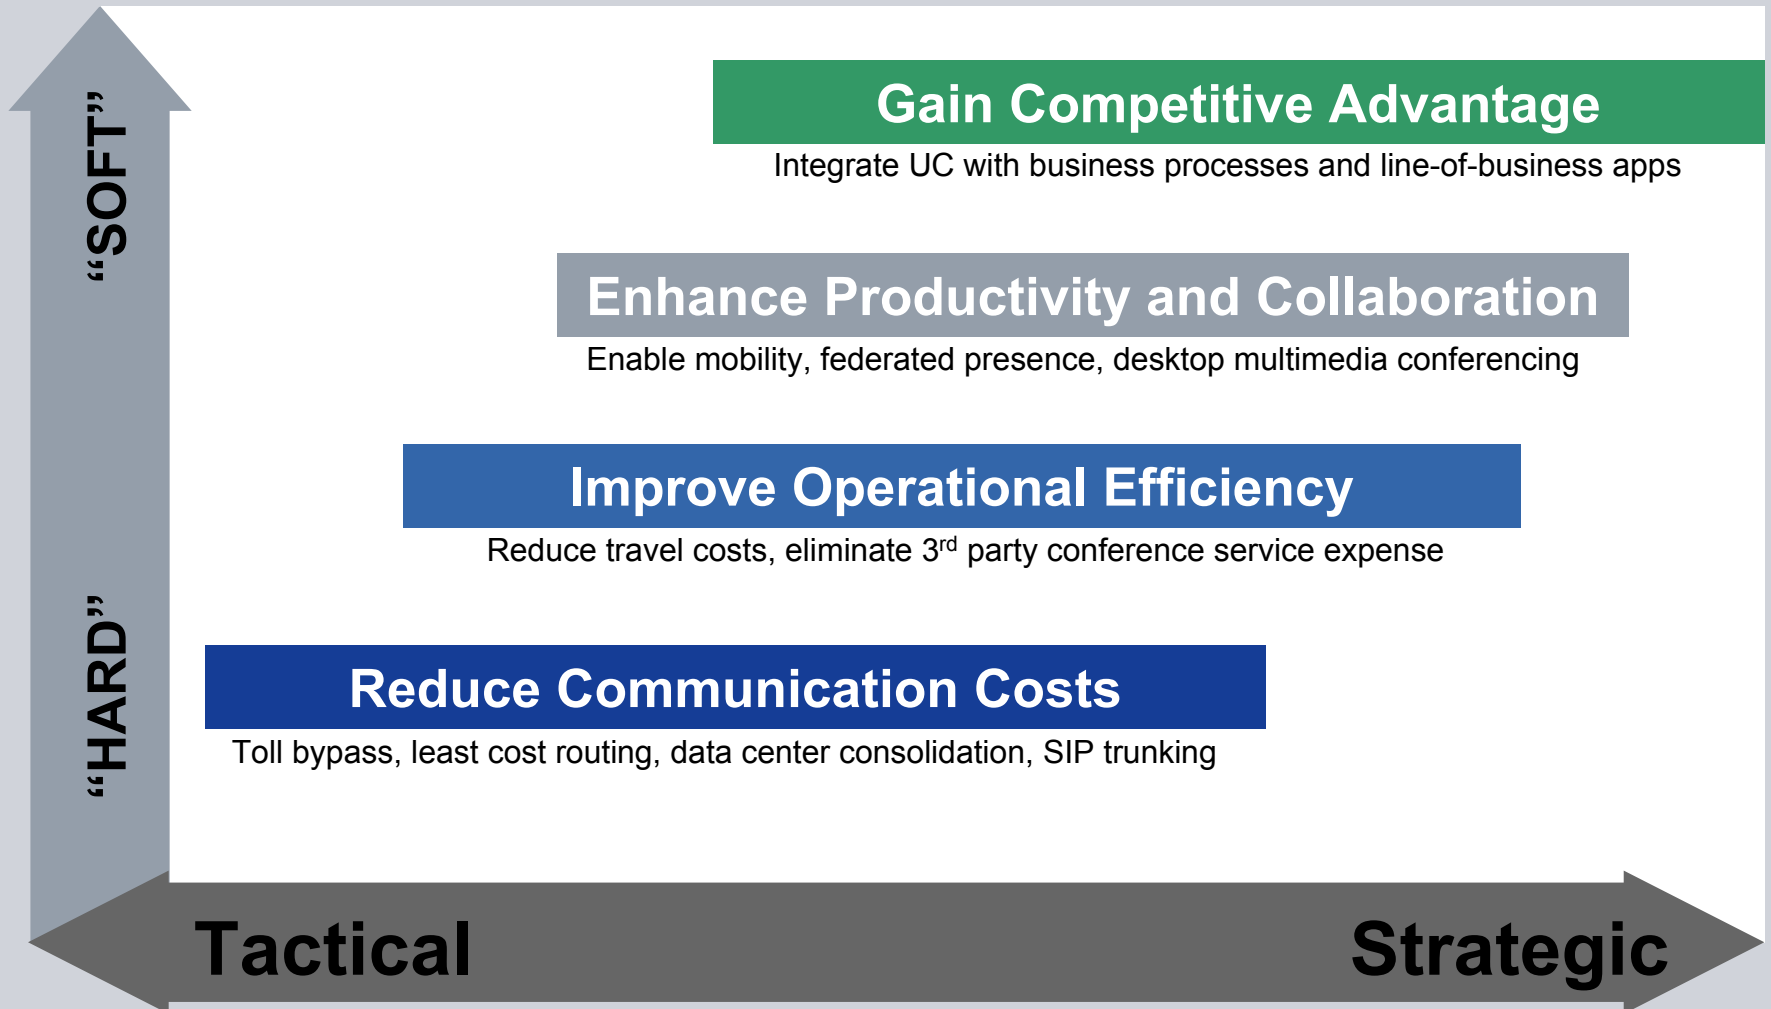 “SOFT”
Gain Competitive Advantage
Integrate UC with business processes and line-of-business apps
Enhance Productivity and Collaboration
Enable mobility, federated presence, desktop multimedia conferencing
Improve Operational Efficiency
Reduce travel costs, eliminate 3rd party conference service expense
“HARD”
Reduce Communication Costs
Toll bypass, least cost routing, data center consolidation, SIP trunking
Tactical
Strategic